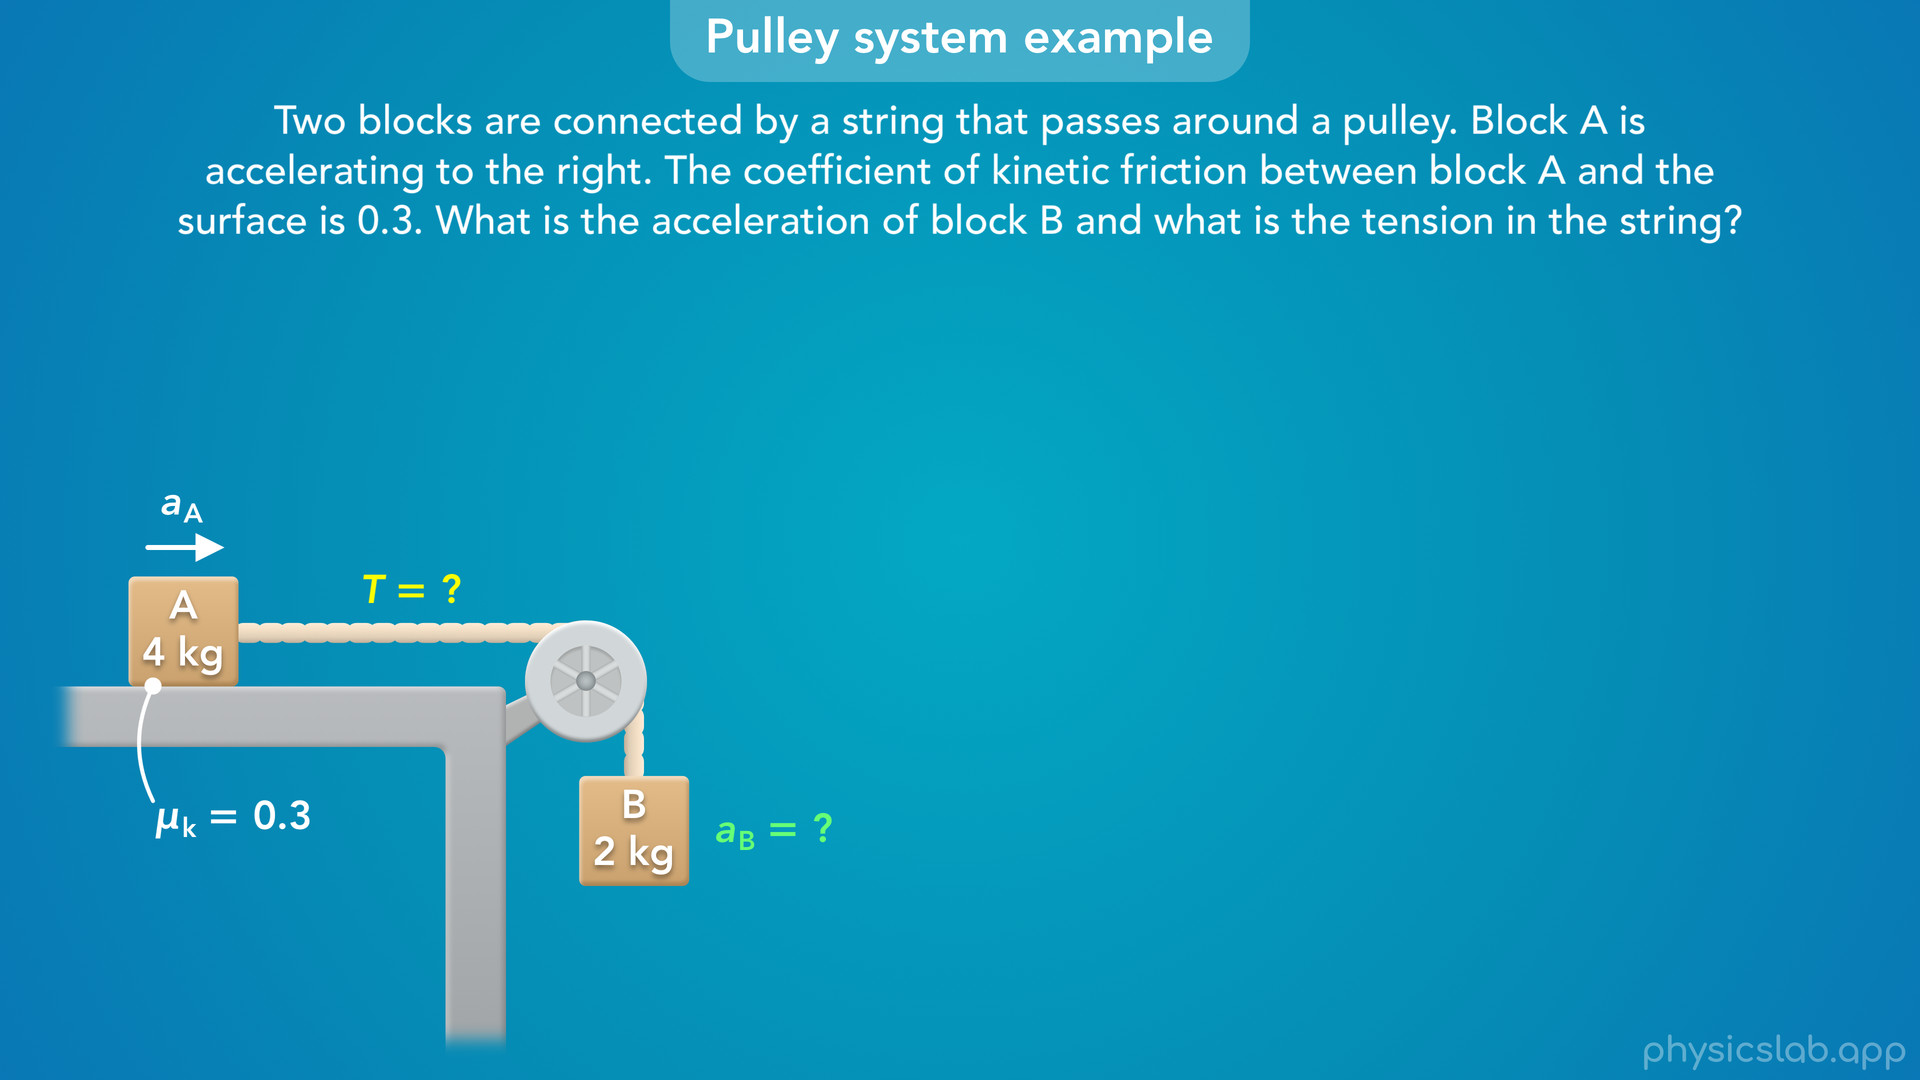 Pulley system example
Two blocks are connected by a string that passes around a pulley. Block A is
accelerating to the right. The coefficient of kinetic friction between block A and the
surface is 0.3. What is the acceleration of block B and what is the tension in the string?
aA
T = ?
A
4 kg
μk = 0.3
B
2 kg
aB = ?
physicslab.app